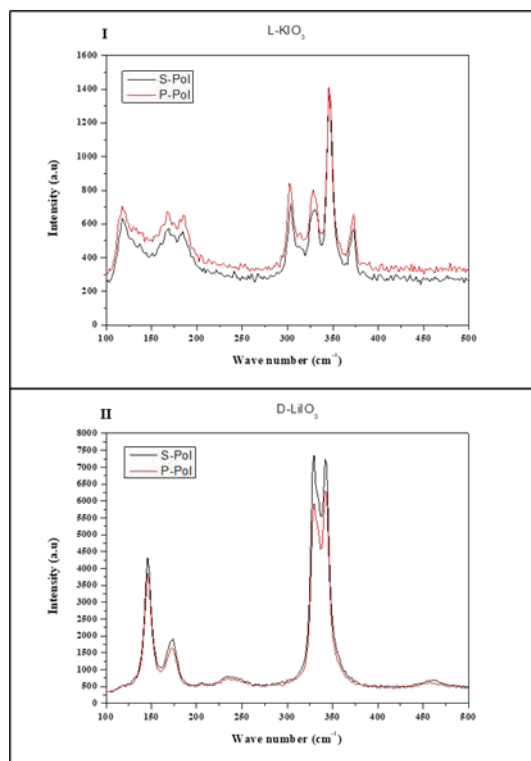 I
L-KIO₃
S-Pol
P-Pol
1600
1400
1200
1000
800
600
400
200
0
Intensity (a.u)
100 150 200 250 300 350 400 450 500
Wave number (cm⁻¹)
II
D-LiIO₃
S-Pol
P-Pol
8000
7500
7000
6500
6000
5500
5000
4500
4000
3500
3000
2500
2000
1500
1000
500
0
Intensity (a.u)
100 150 200 250 300 350 400 450 500
Wave number (cm⁻¹)